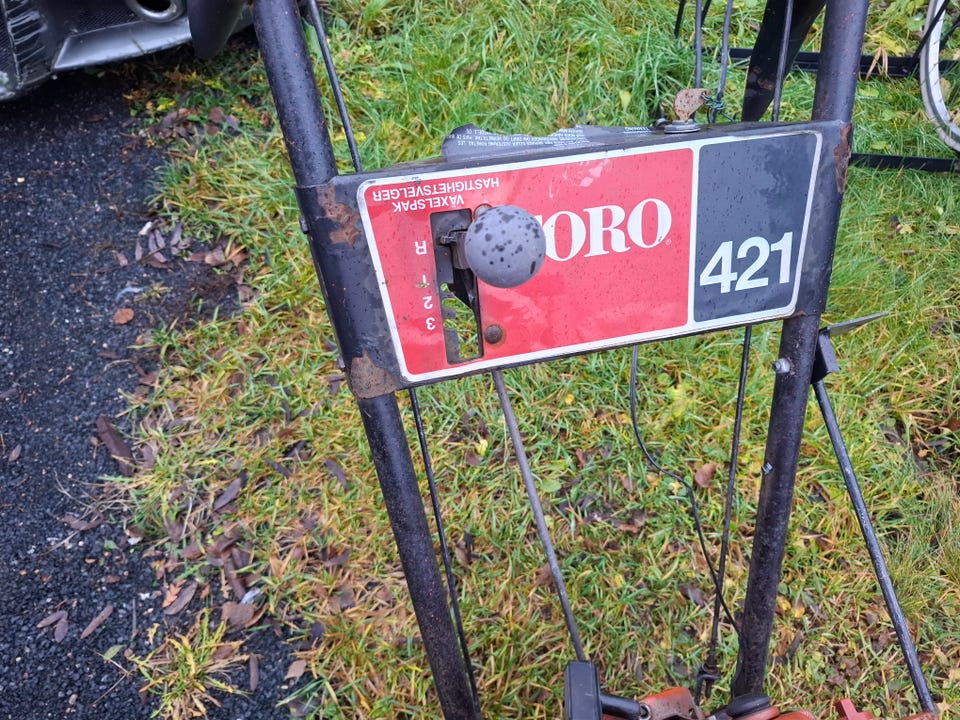 HASTIGHETSVELGER
VÄXELSPAK
R
1
2
3
TORO®
421